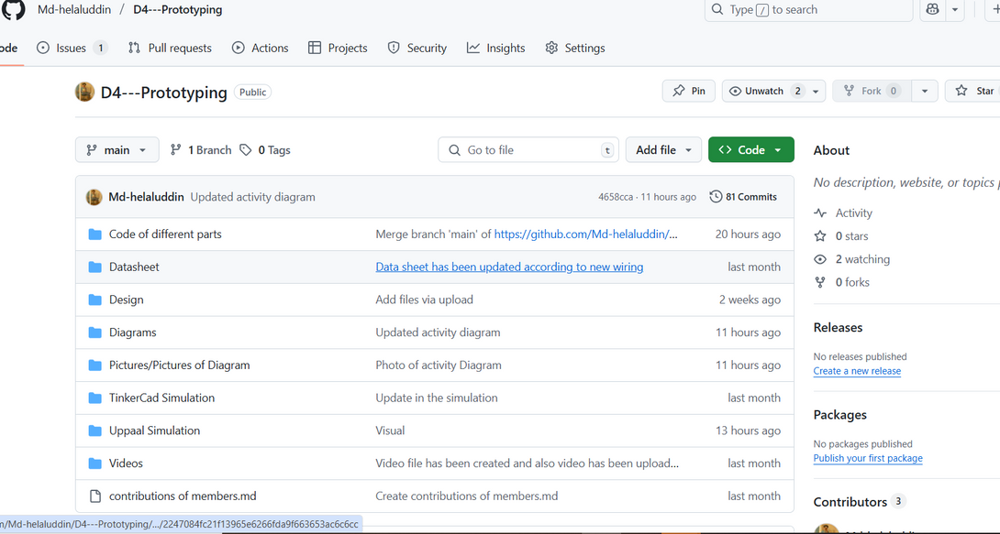 Md-helaluddin / D4---Prototyping
Type / to search
ode
Issues 1
Pull requests
Actions
Projects
Security
Insights
Settings
D4---Prototyping Public
Pin
Unwatch 2
Fork 0
Star
main
1 Branch
0 Tags
Go to file t
Add file
<> Code
Md-helaluddin Updated activity diagram 4658cca · 11 hours ago 81 Commits
Code of different parts Merge branch 'main' of https://github.com/Md-helaluddin/... 20 hours ago
Datasheet Data sheet has been updated according to new wiring last month
Design Add files via upload 2 weeks ago
Diagrams Updated activity diagram 11 hours ago
Pictures/Pictures of Diagram Photo of activity Diagram 11 hours ago
TinkerCad Simulation Update in the simulation last month
Uppaal Simulation Visual 13 hours ago
Videos Video file has been created and also video has been upload... last month
contributions of members.md Create contributions of members.md last month
About
No description, website, or topics
Activity
0 stars
2 watching
0 forks
Releases
No releases published
Create a new release
Packages
No packages published
Publish your first package
Contributors 3
m/Md-helaluddin/D4---Prototyping/.../2247084fc21f13965e6266fda9f663653ac6c6cc